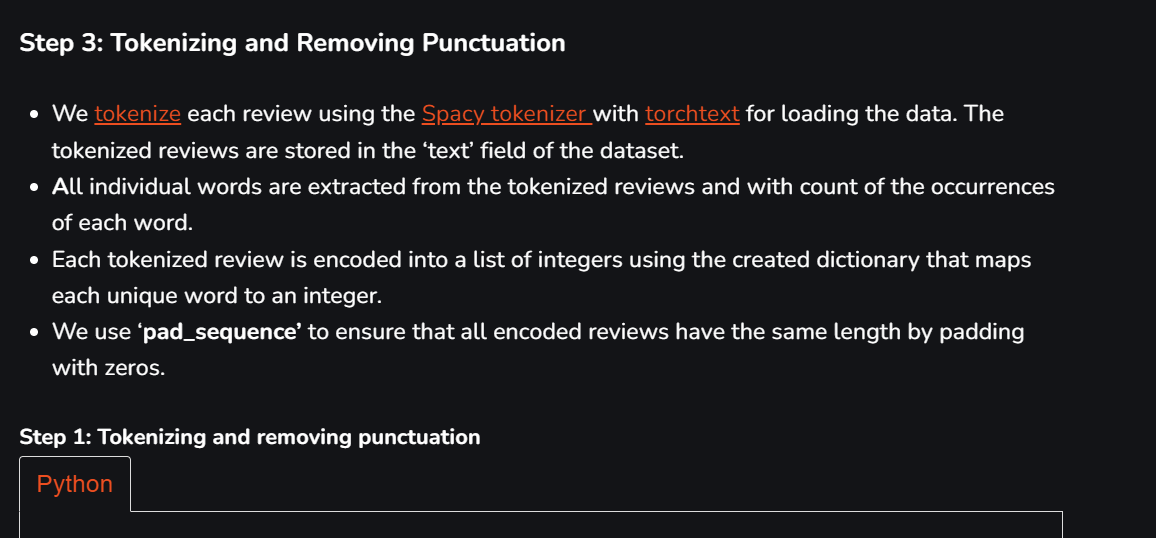 Step 3: Tokenizing and Removing Punctuation
We tokenize each review using the Spacy tokenizer with torchtext for loading the data. The
tokenized reviews are stored in the ‘text’ field of the dataset.
All individual words are extracted from the tokenized reviews and with count of the occurrences
of each word.
Each tokenized review is encoded into a list of integers using the created dictionary that maps
each unique word to an integer.
We use ‘pad_sequence’ to ensure that all encoded reviews have the same length by padding
with zeros.
Step 1: Tokenizing and removing punctuation
Python